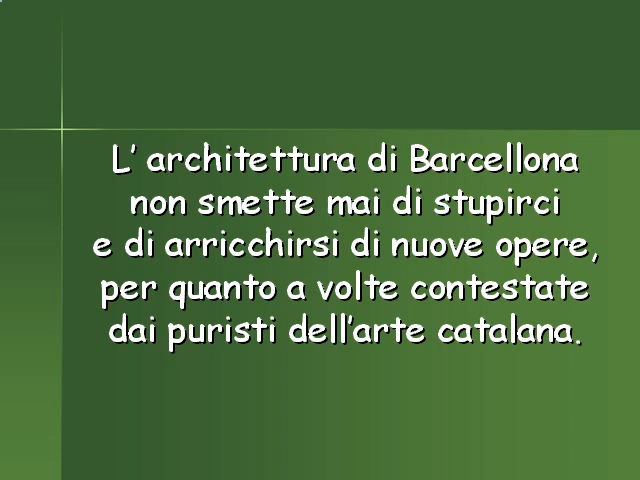 L’ architettura di Barcellona
non smette mai di stupirci
e di arricchirsi di nuove opere,
per quanto a volte contestate
dai puristi dell’arte catalana.